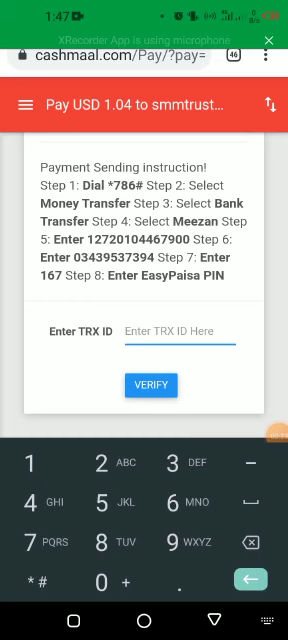 1:47
XRecorder App is using microphone
cashmaal.com/Pay/?pay=
46
Pay USD 1.04 to smmtrust...
Payment Sending instruction!
Step 1: Dial *786# Step 2: Select
Money Transfer Step 3: Select Bank
Transfer Step 4: Select Meezan Step
5: Enter 12720104467900 Step 6:
Enter 03439537394 Step 7: Enter
167 Step 8: Enter EasyPaisa PIN
Enter TRX ID Enter TRX ID Here
VERIFY
1 2 ABC 3 DEF –
4 GHI 5 JKL 6 MNO
7 PQRS 8 TUV 9 WXYZ
* # 0 + .